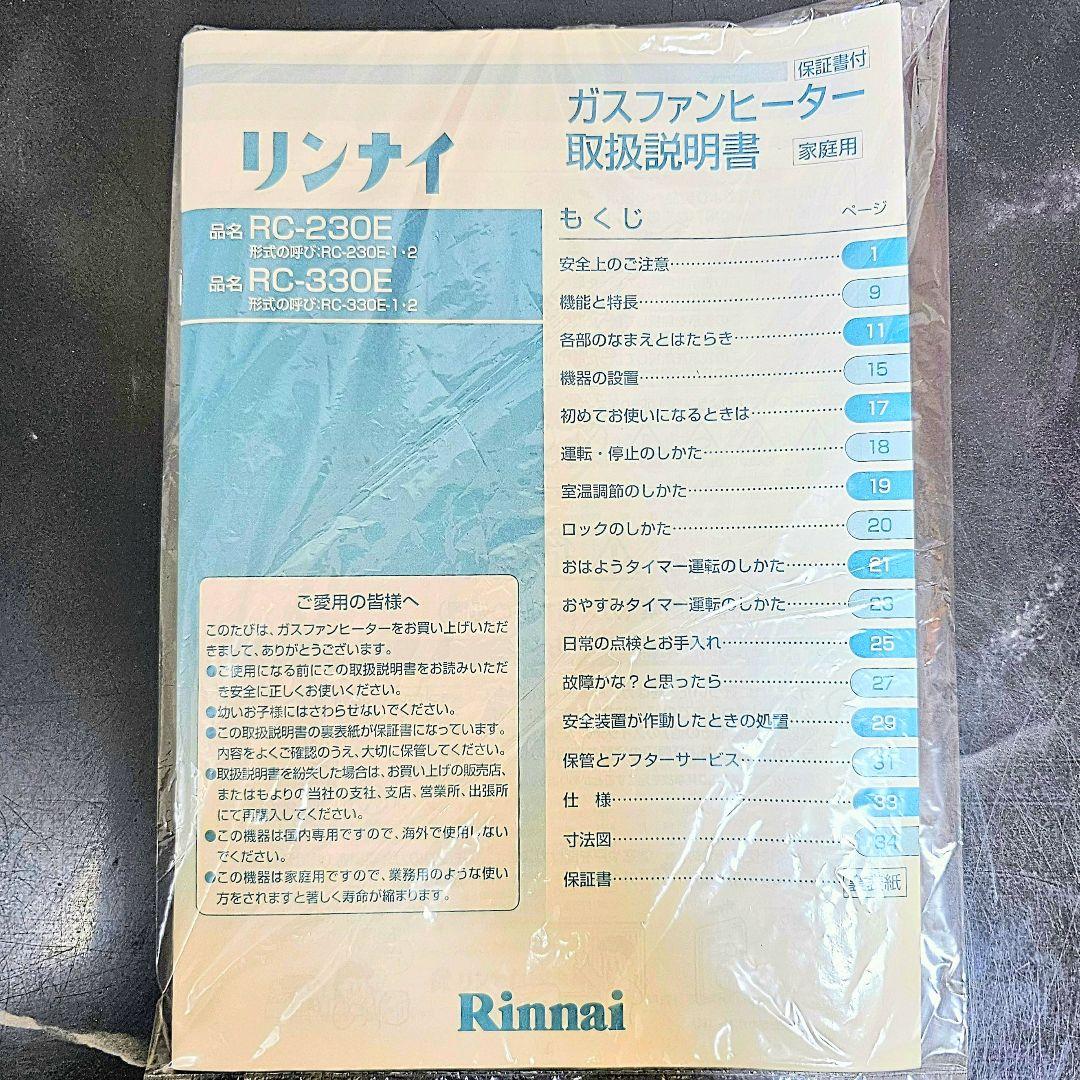 保証書付
ガスファンヒーター
取扱説明書 家庭用
リンナイ
品名 RC-230E
形式の呼び:RC-230E-1・2
品名 RC-330E
形式の呼び:RC-330E-1・2
もくじ ページ
安全上のご注意 1
機能と特長 9
各部のなまえとはたらき 11
機器の設置 15
初めてお使いになるときは 17
運転・停止のしかた 18
室温調節のしかた 19
ロックのしかた 20
おはようタイマー運転のしかた 21
おやすみタイマー運転のしかた 23
日常の点検とお手入れ 25
故障かな?と思ったら 27
安全装置が作動したときの処置 29
保管とアフターサービス 31
仕様 33
寸法図 34
保証書 紙
ご愛用の皆様へ
このたびは、ガスファンヒーターをお買い上げいただ
きまして、ありがとうございます。
●ご使用になる前にこの取扱説明書をお読みいただ
き安全に正しくお使いください。
●幼いお子様にはさわらせないでください。
●この取扱説明書の裏表紙が保証書になっています。
内容をよくご確認のうえ、大切に保管してください。
●取扱説明書を紛失した場合は、お買い上げの販売店、
またはもよりの当社の支社、支店、営業所、出張所
にて再購入してください。
●この機器は国内専用ですので、海外で使用しない
でください。
●この機器は家庭用ですので、業務用のような使い
方をされますと著しく寿命が縮まります。
Rinnai